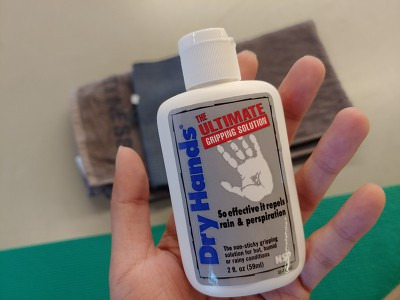 Dry Hands®
THE
ULTIMATE
GRIPPING SOLUTION
So effective it repels
rain & perspiration
The non-sticky gripping
solution for hot, humid
or rainy conditions
2 fl. oz (59ml)